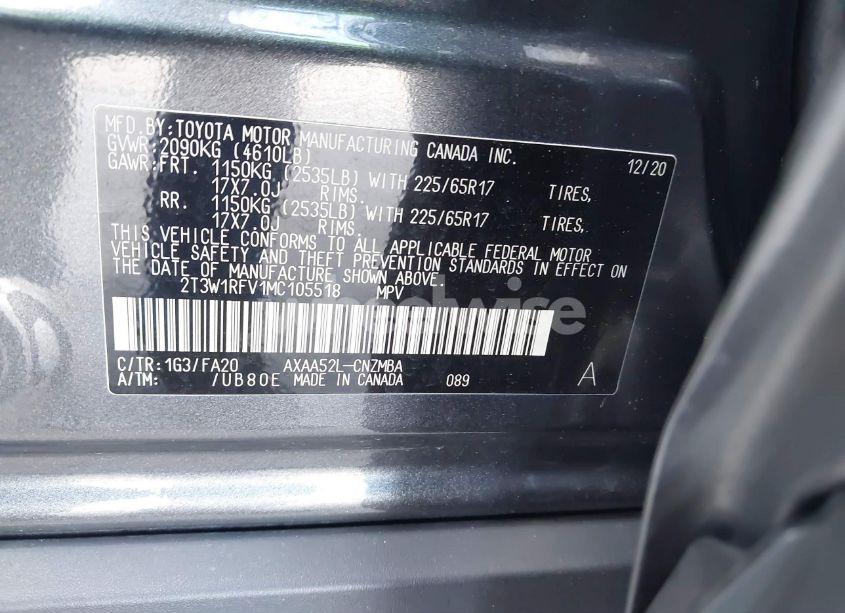 MFD.BY:TOYOTA MOTOR MANUFACTURING CANADA INC.
GVWR:2090KG (4610LB) 12/20
GAWR:FRT. 1150KG (2535LB) WITH 225/65R17 TIRES,
17X7.0J RIMS.
RR. 1150KG (2535LB) WITH 225/65R17 TIRES,
17X7.0J RIMS.
THIS VEHICLE CONFORMS TO ALL APPLICABLE FEDERAL MOTOR
VEHICLE SAFETY AND THEFT STANDARDS IN EFFECT ON
THE DATE OF MANUFACTURE SHOWN ABOVE.
2T3W1RFV1MC105518 MPV
C/TR:1G3/FA20 AXAA52L-CNZMBA
A/TM: /UB80E MADE IN CANADA 089 A